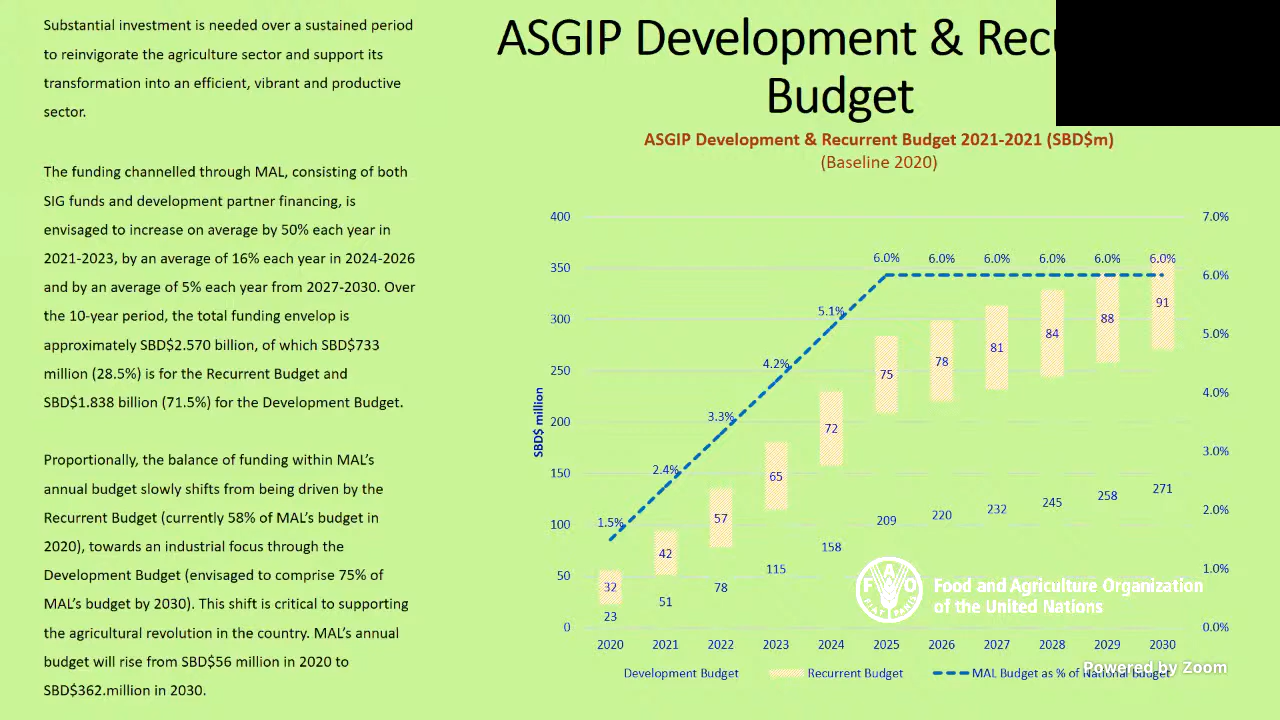 Substantial investment is needed over a sustained period
to reinvigorate the agriculture sector and support its
transformation into an efficient, vibrant and productive
sector.
The funding channelled through MAL, consisting of both
SIG funds and development partner financing, is
envisaged to increase on average by 50% each year in
2021-2023, by an average of 16% each year in 2024-2026
and by an average of 5% each year from 2027-2030. Over
the 10-year period, the total funding envelop is
approximately SBD$2.570 billion, of which SBD$733
million (28.5%) is for the Recurrent Budget and
SBD$1.838 billion (71.5%) for the Development Budget.
Proportionally, the balance of funding within MAL's
annual budget slowly shifts from being driven by the
Recurrent Budget (currently 58% of MAL's budget in
2020), towards an industrial focus through the
Development Budget (envisaged to comprise 75% of
MAL's budget by 2030). This shift is critical to supporting
the agricultural revolution in the country. MAL's annual
budget will rise from SBD$56 million in 2020 to
SBD$362.million in 2030.
ASGIP Development &
Budget
ASGIP Development & Recurrent Budget 2021-2021 (SBD$m)
(Baseline 2020)
SBD$ million
400
350
300
250
200
150
100
50
0
7.0%
6.0%
5.0%
4.0%
3.0%
2.0%
1.0%
0.0%
1.5%
2.4%
3.3%
4.2%
5.1%
6.0%
6.0%
6.0%
6.0%
6.0%
6.0%
32
42
57
65
72
75
78
81
84
88
91
23
51
78
115
158
209
220
232
245
258
271
2020 2021 2022 2023 2024 2025 2026 2027 2028 2029 2030
Development Budget Recurrent Budget MAL Budget as % of National Budget
F A O
FIAT PANIS
Food and Agriculture Organization
of the United Nations
Powered by Zoom